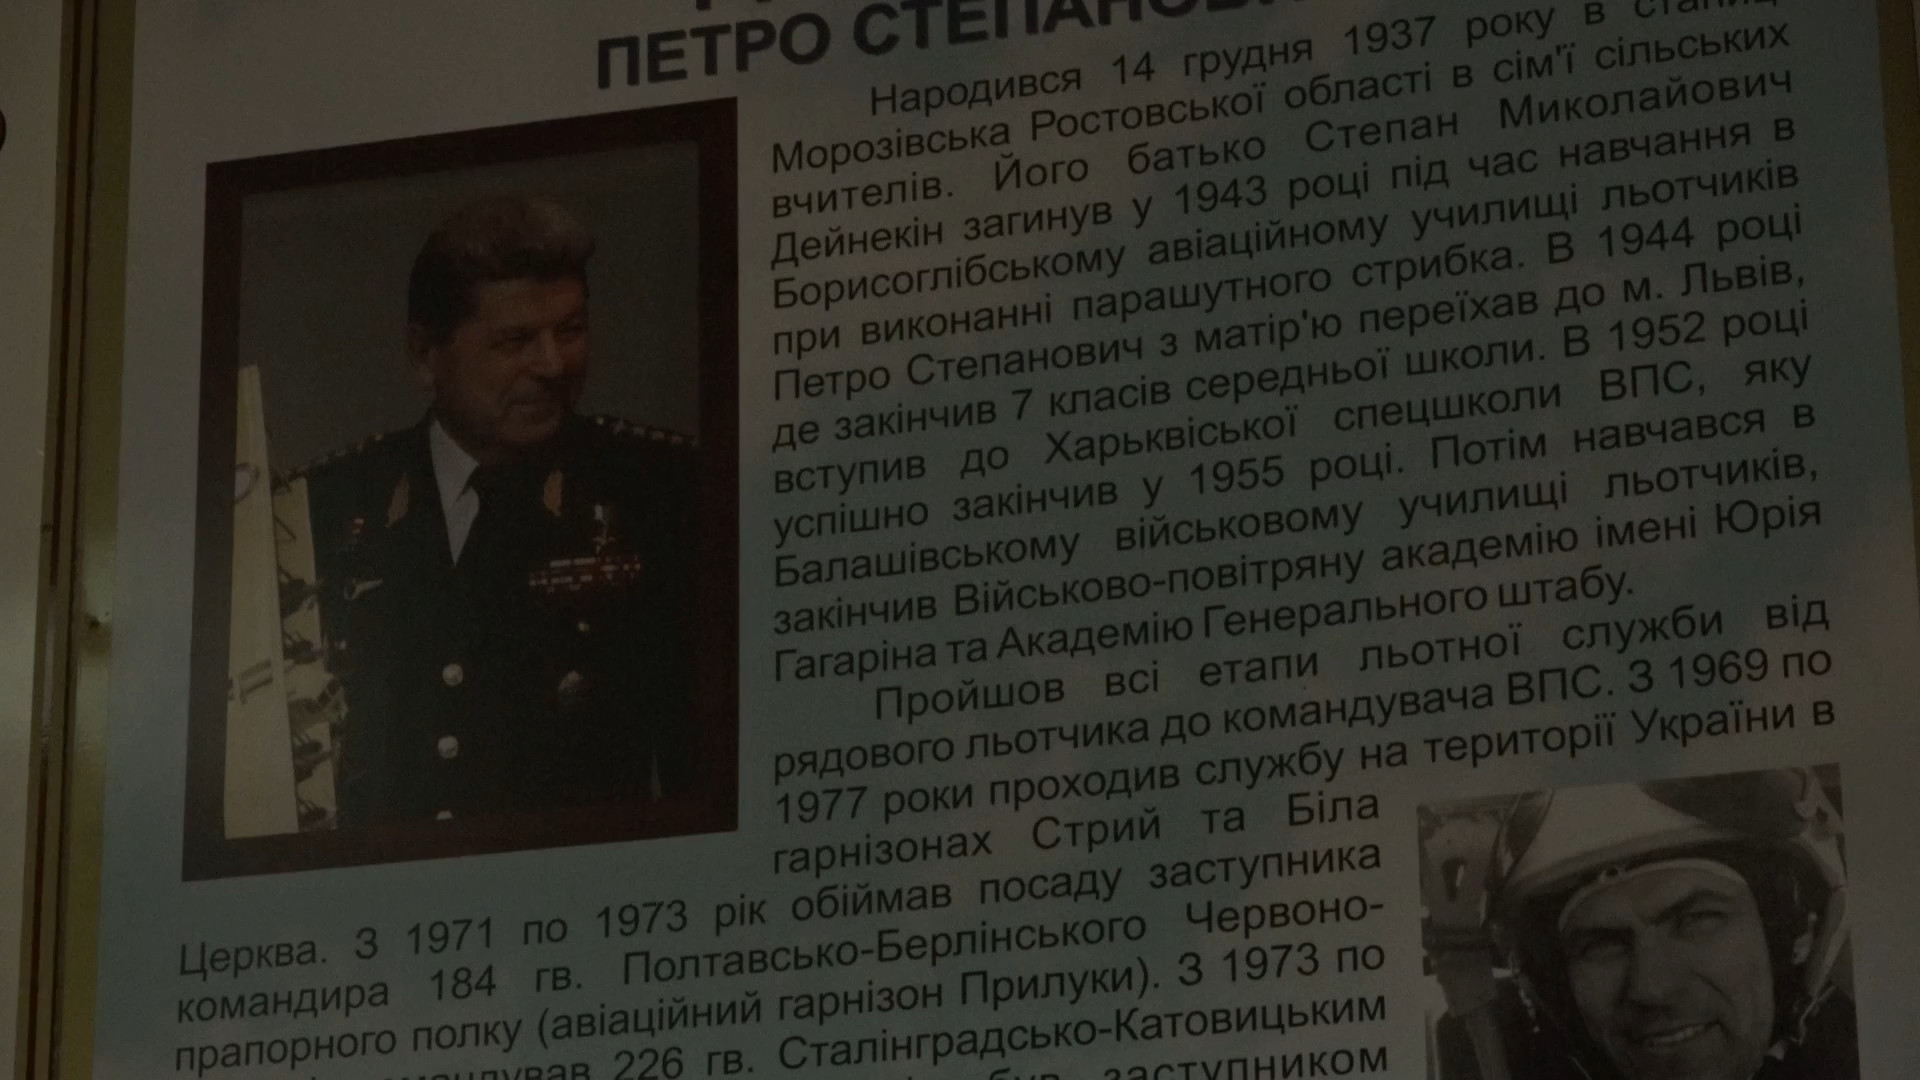 ПЕТРО СТЕПАНОВИЧ
Народився 14 грудня 1937 року в станиці
Морозівська Ростовської області в сім'ї сільських
вчителів. Його батько Степан Миколайович
Дейнекін загинув у 1943 році під час навчання в
Борисоглібському авіаційному училищі льотчиків
при виконанні парашутного стрибка. В 1944 році
Петро Степанович з матір'ю переїхав до м. Львів,
де закінчив 7 класів середньої школи. В 1952 році
вступив до Харьквіської спецшколи ВПС, яку
успішно закінчив у 1955 році. Потім навчався в
Балашівському військовому училищі льотчиків,
закінчив Військово-повітряну академію імені Юрія
Гагаріна та Академію Генерального штабу.
Пройшов всі етапи льотної служби від
рядового льотчика до командувача ВПС. З 1969 по
1977 роки проходив службу на території України в
гарнізонах Стрий та Біла
Церква. З 1971 по 1973 рік обіймав посаду заступника
командира 184 гв. Полтавсько-Берлінського Червоно-
прапорного полку (авіаційний гарнізон Прилуки). З 1973 по
226 гв. Сталінградсько-Катовицьким
заступником